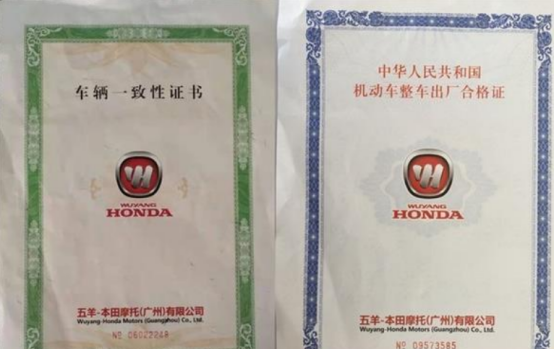 车辆一致性证书
WUYANG
HONDA
五羊-本田摩托(广州)有限公司
Wuyang-Honda Motors (Guangzhou) Co., Ltd.
№ 06022248
中华人民共和国
机动车整车出厂合格证
WUYANG
HONDA
五羊-本田摩托(广州)有限公司
Wuyang-Honda Motors (Guangzhou) Co., Ltd.
№ 09573585